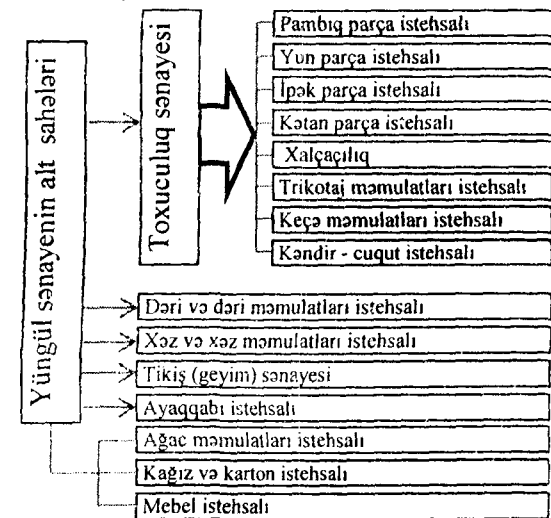 Yüngül sənayenin alt sahələri
Toxuculuq sənayesi
Pambıq parça istehsalı
Yun parça istehsalı
İpək parça istehsalı
Kətan parça istehsalı
Xalçaçılıq
Trikotaj məmulatları istehsalı
Keçə məmulatları istehsalı
Kəndir - cuqut istehsalı
Dəri və dəri məmulatları istehsalı
Xəz və xəz məmulatları istehsalı
Tikiş (geyim) sənayesi
Ayaqqabı istehsalı
Ağac məmulatları istehsalı
Kağız və karton istehsalı
Mebel istehsalı